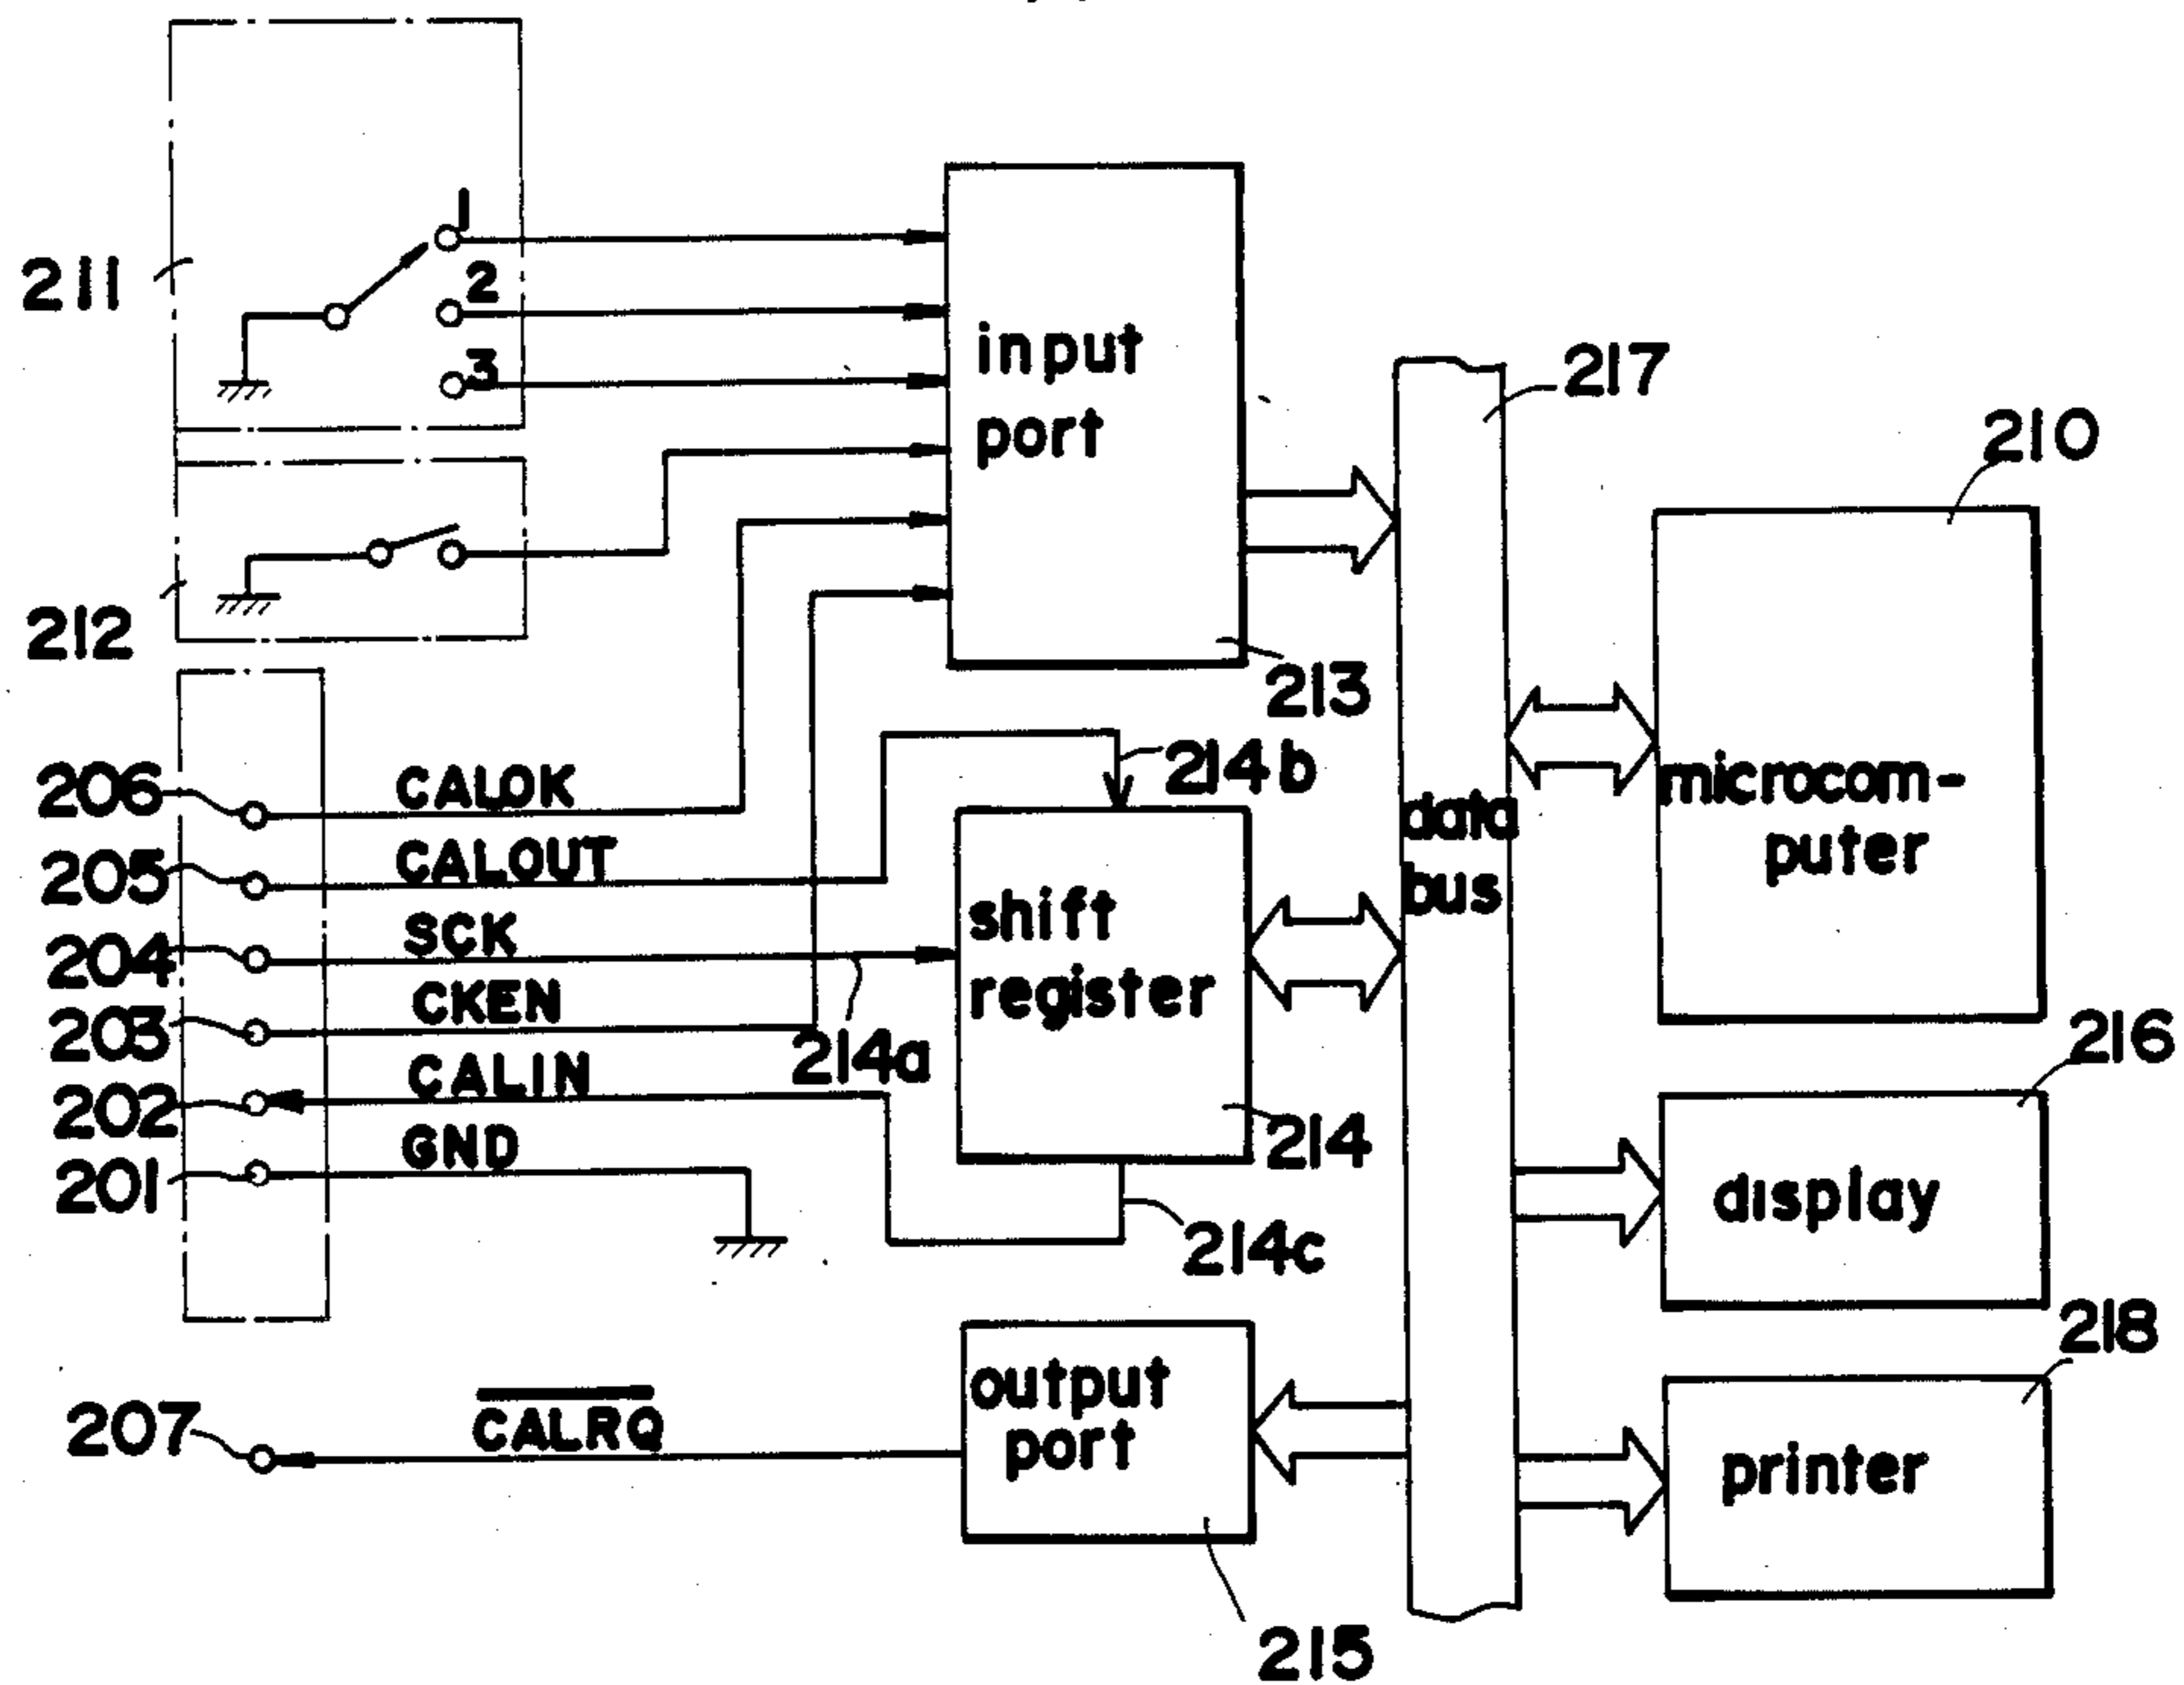 1
211
2
3
input
port
217
210
212
213
214b
206
CALOK
microcom-
puter
data
bus
205
CALOUT
204
SCK
shift
register
203
CKEN
214a
216
202
CALIN
214
201
GND
display
214c
218
207
CALRQ
output
port
printer
215